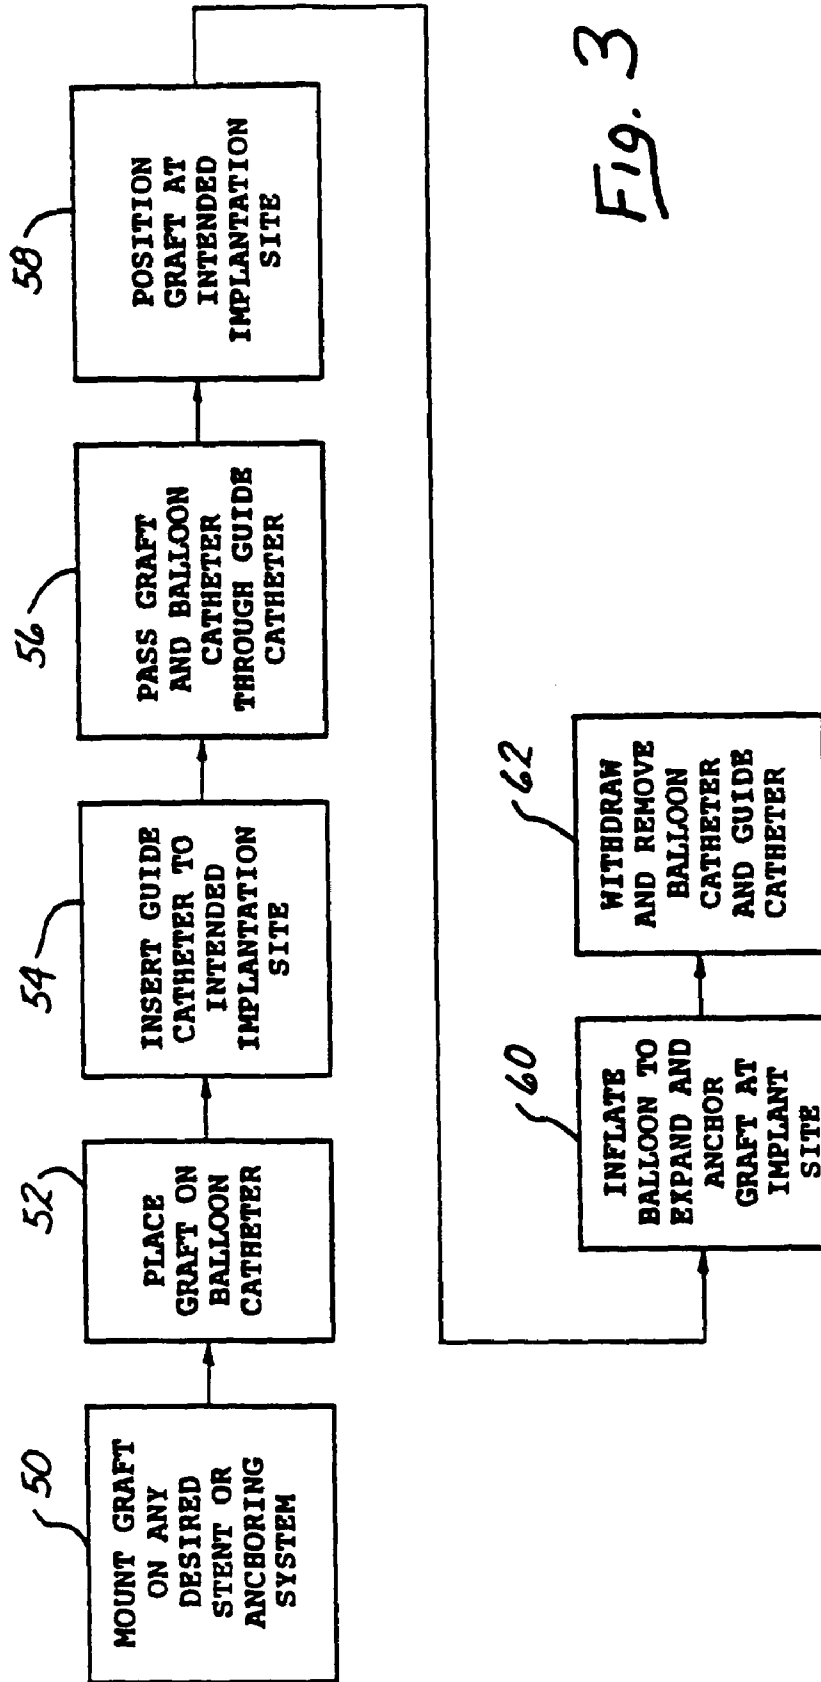 50
MOUNT GRAFT
ON ANY
DESIRED
STENT OR
ANCHORING
SYSTEM
52
PLACE
GRAFT ON
BALLOON
CATHETER
54
INSERT GUIDE
CATHETER TO
INTENDED
IMPLANTATION
SITE
56
PASS GRAFT
AND BALLOON
CATHETER
THROUGH GUIDE
CATHETER
58
POSITION
GRAFT AT
INTENDED
IMPLANTATION
SITE
60
INFLATE
BALLOON TO
EXPAND AND
ANCHOR
GRAFT AT
IMPLANT
SITE
62
WITHDRAW
AND REMOVE
BALLOON
CATHETER
AND GUIDE
CATHETER
Fig. 3